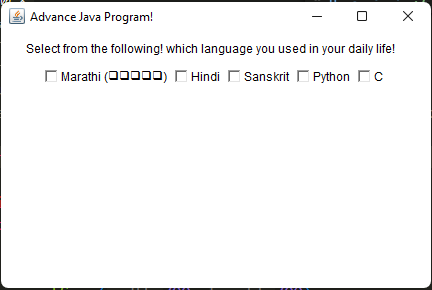 Advance Java Program!
Select from the following! which language you used in your daily life!
Marathi (□□□□□) Hindi Sanskrit Python C